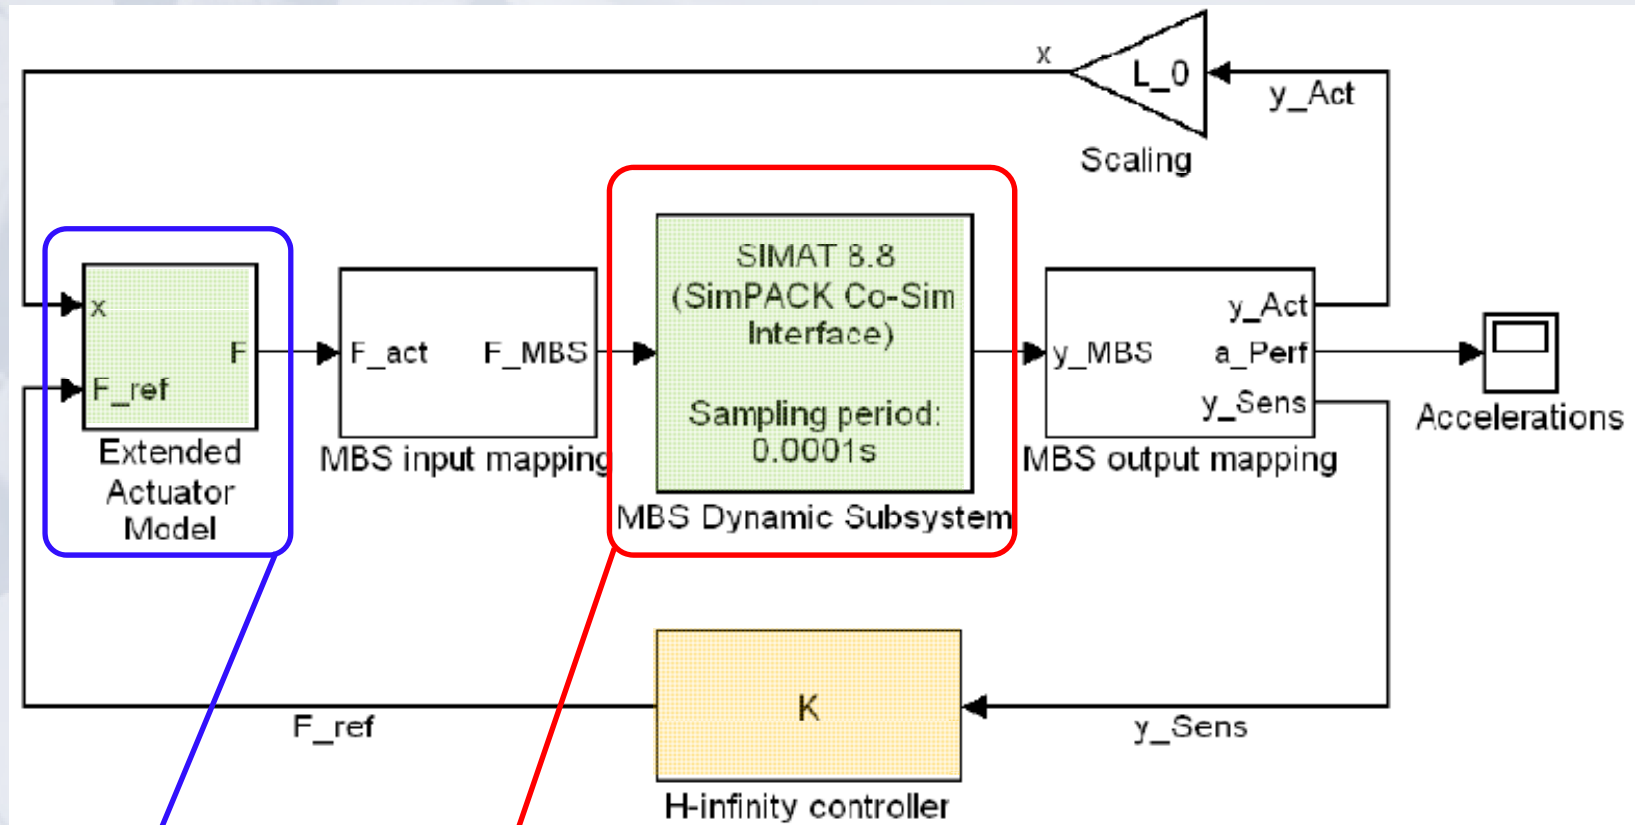 x
L_0
y_Act
Scaling
x
F
F_ref
Extended
Actuator
Model
F_act
F_MBS
MBS input mapping
SIMAT 8.8
(SimPACK Co-Sim
Interface)
Sampling period:
0.0001s
MBS Dynamic Subsystem
y_MBS
y_Act
a_Perf
y_Sens
MBS output mapping
Accelerations
F_ref
K
y_Sens
H-infinity controller